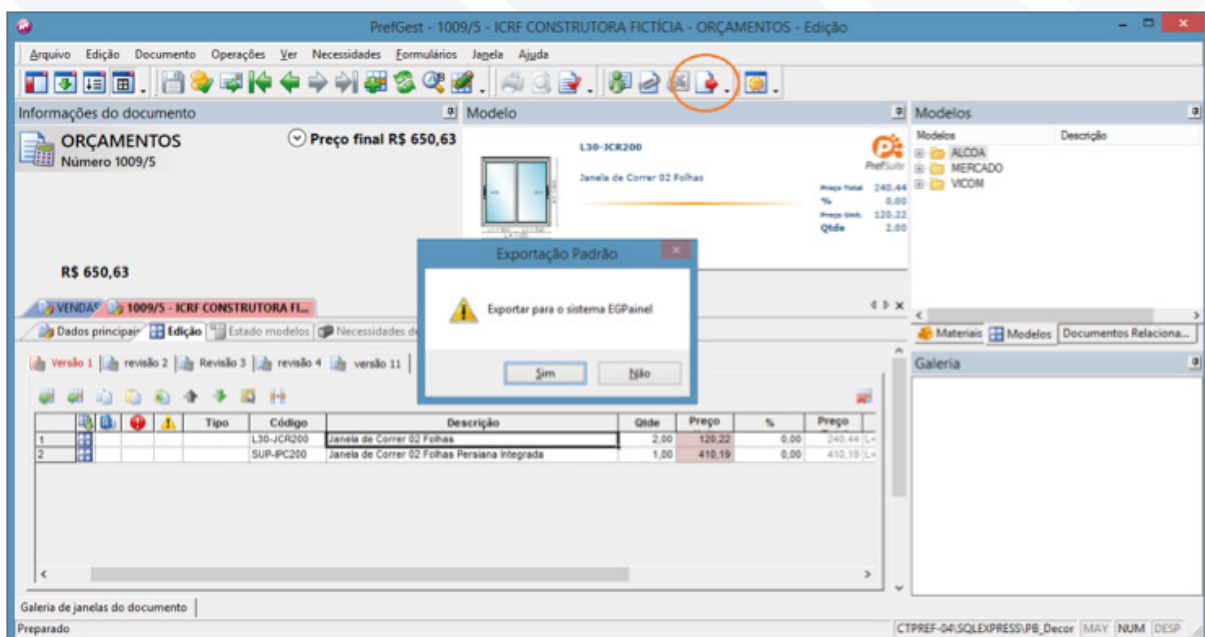 PrefGest - 1009/5 - ICRF CONSTRUTORA FICTÍCIA - ORÇAMENTOS - Edição
Arquivo Edição Documento Operações Ver Necessidades Formulários Janela Ajuda
Informações do documento
Modelo
Modelos
ORÇAMENTOS
Número 1009/5
Preço final R$ 650,63
R$ 650,63
L30-JCR200
Janela de Correr 02 Folhas
PrefSuite
Preço Total 240,44
% 0,00
Preço Unit. 120,22
Qtde 2,00
Modelos Descrição
ALCOA
MERCADO
VICOM
Exportação Padrão
Exportar para o sistema EGPainel
Sim Não
VENDAS 1009/5 - ICRF CONSTRUTORA FI...
Dados principais Edição Estado modelos Necessidades
Materiais Modelos Documentos Relaciona...
Versão 1 revisão 2 Revisão 3 revisão 4 versão 11
Galeria
Tipo Código Descrição Qtde Preço % Preço
1 L30-JCR200 Janela de Correr 02 Folhas 2,00 120,22 0,00 240,44 L=
2 SUP-IPC200 Janela de Correr 02 Folhas Persiana Integrada 1,00 410,19 0,00 410,19 L=
Galeria de janelas do documento
Preparado
CTPREF-04\SQLEXPRESS\PB_Decor MAY NUM DESP